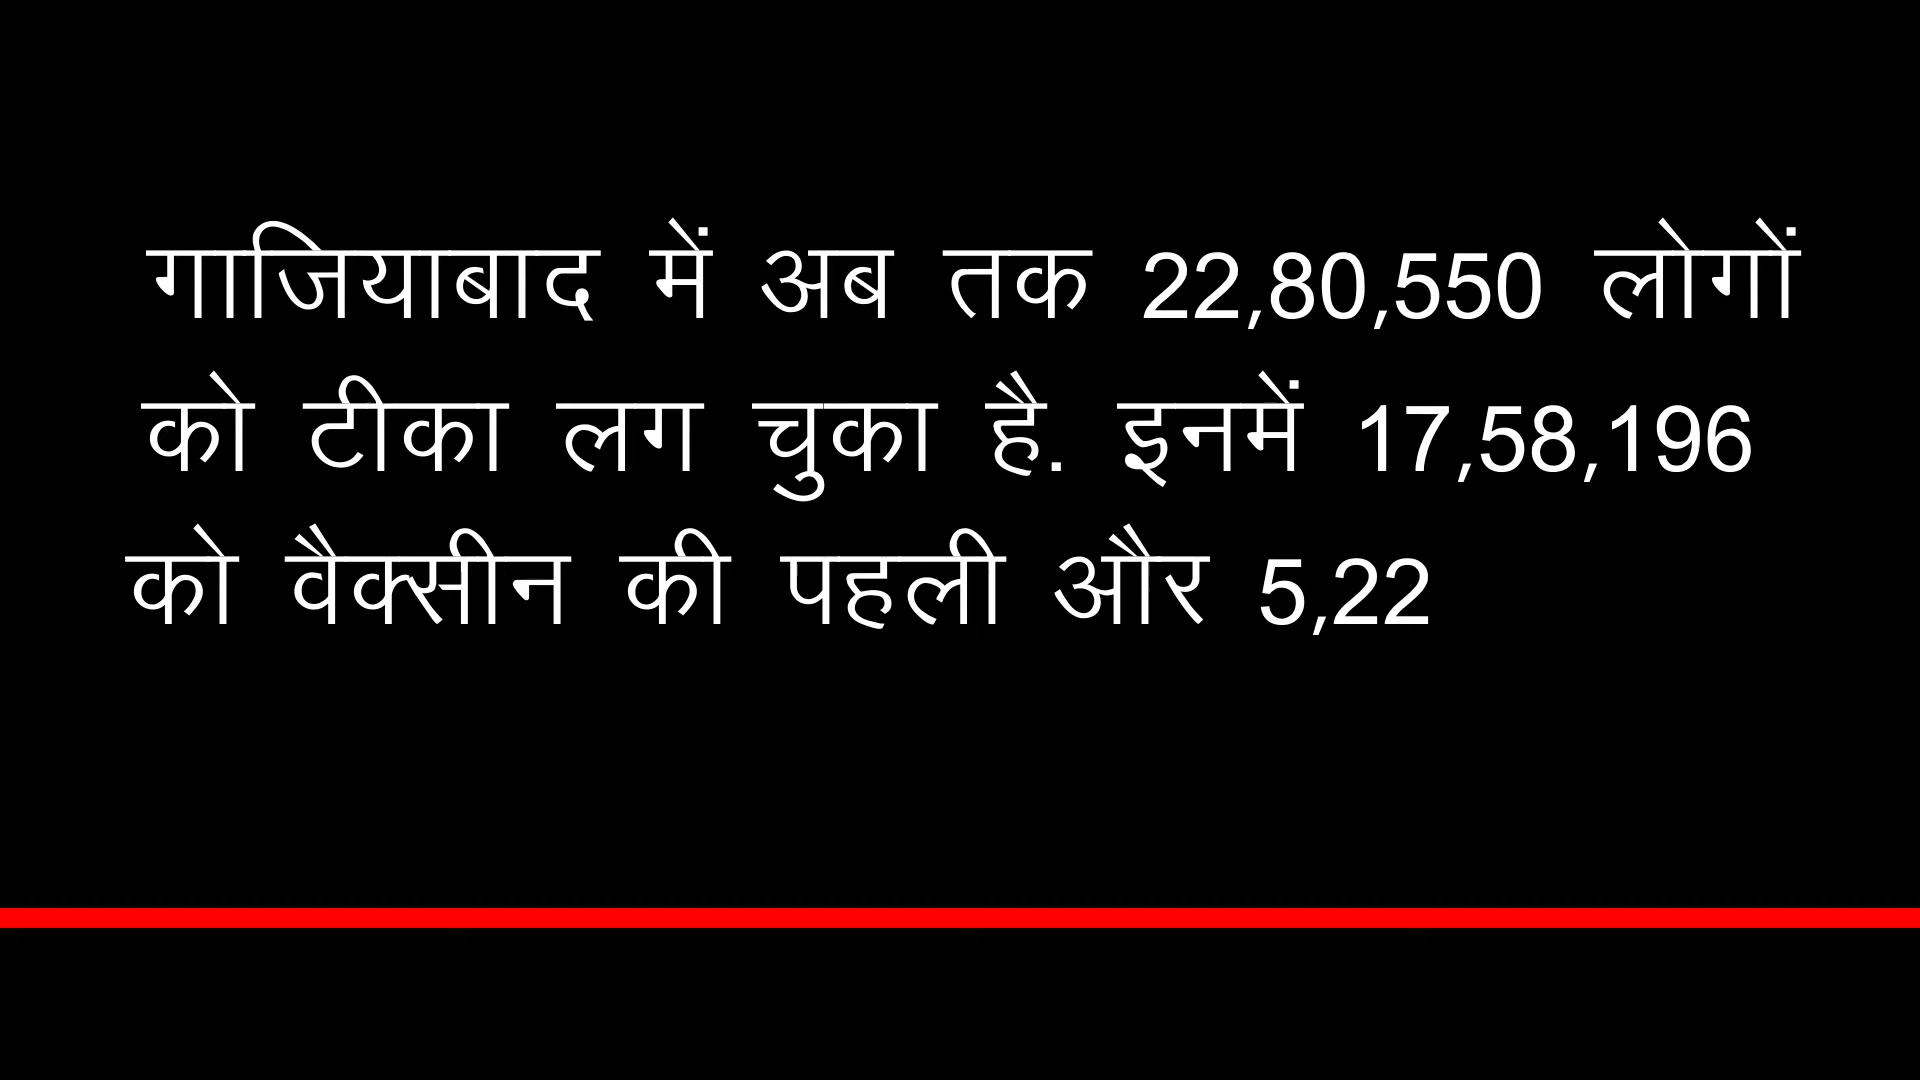 गाजियाबाद में अब तक 22,80,550 लोगों
को टीका लग चुका है. इनमें 17,58,196
को वैक्सीन की पहली और 5,22